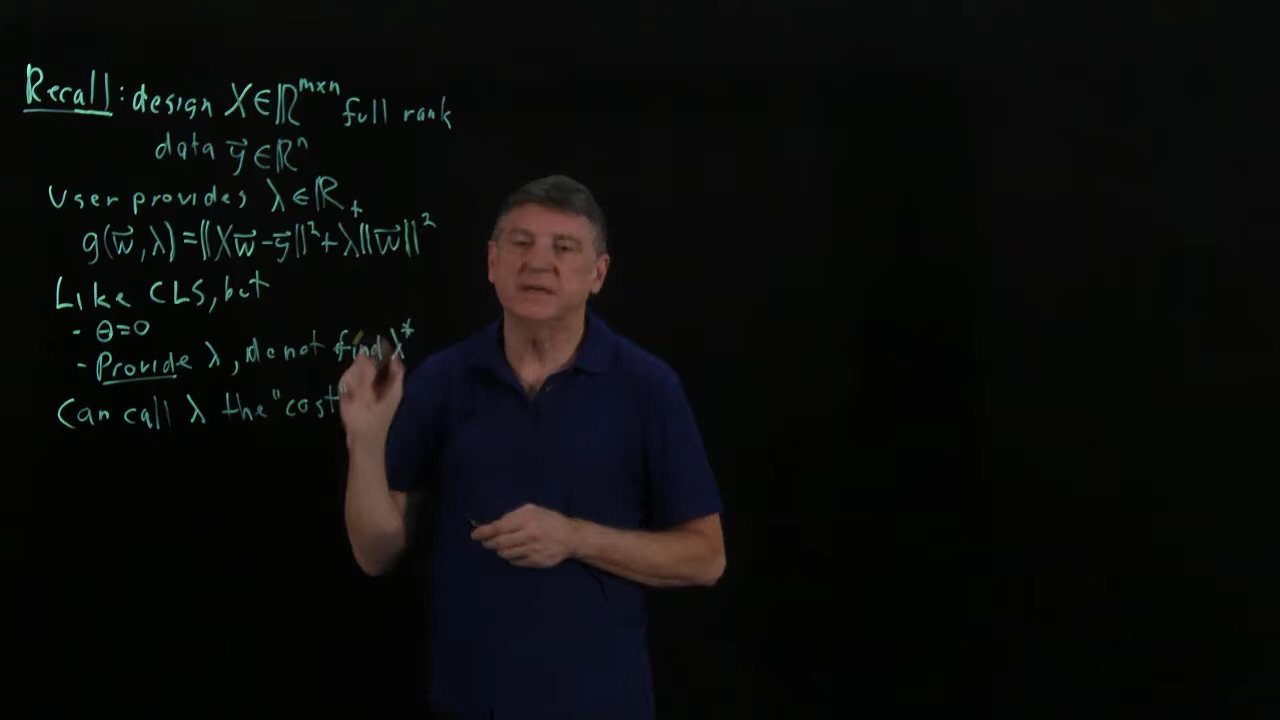 Recall: design X∈ℝ^{m×n} full rank
data y⃗∈ℝⁿ
User provides λ∈ℝ₊
g(w⃗,λ)=||Xw⃗-y⃗||²+λ||w⃗||²
Like CLS, but
- θ=0
- Provide λ, do not find λ*
Can call λ the "cost"